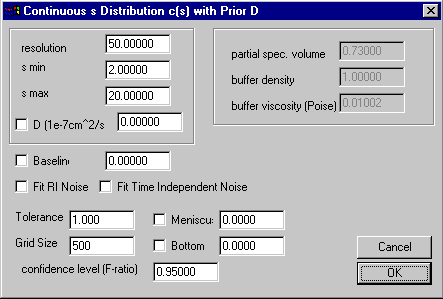 Continuous s Distribution c(s) with Prior D
resolution 50.00000
s min 2.00000
s max 20.00000
D (1e-7cm^2/s 0.00000
partial spec. volume 0.73000
buffer density 1.00000
buffer viscosity (Poise) 0.01002
Baseline 0.00000
Fit RI Noise Fit Time Independent Noise
Tolerance 1.000 Meniscu: 0.0000
Grid Size 500 Bottom 0.0000
confidence level (F-ratio) 0.95000
Cancel
OK